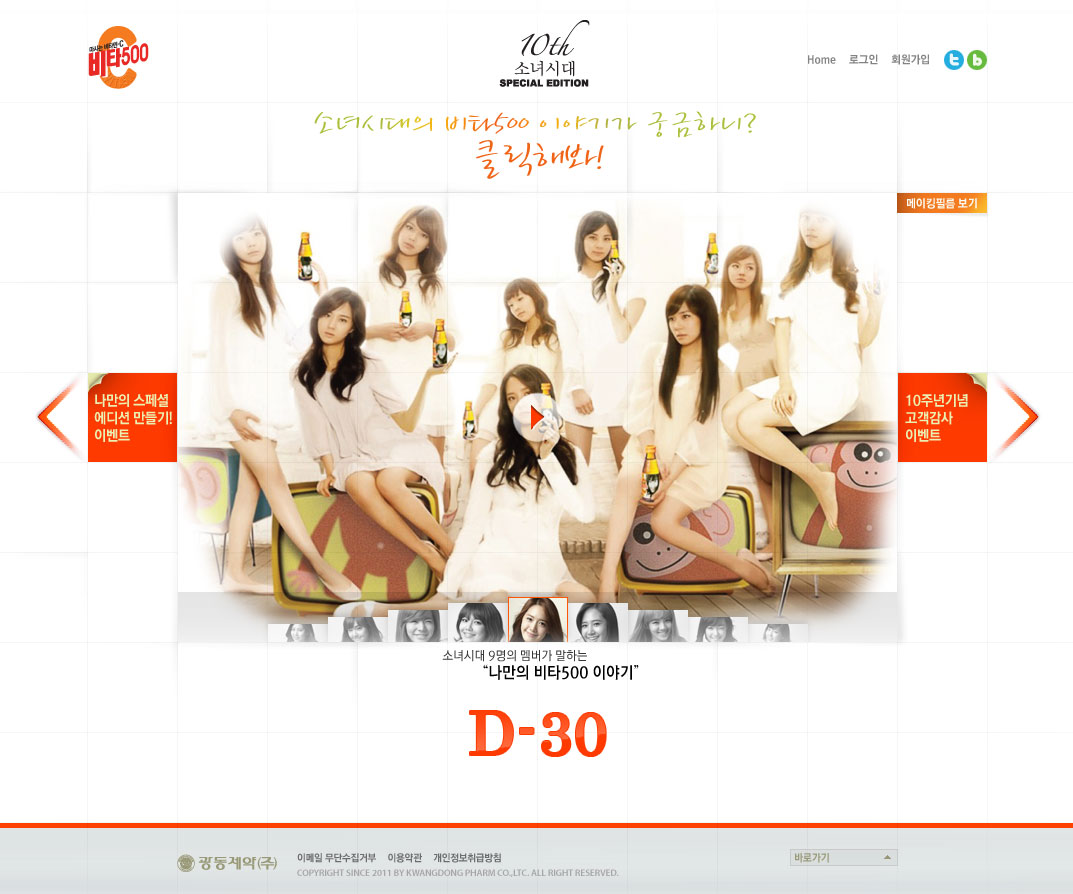 마시는 비타민-C
비타500
10th
소녀시대
SPECIAL EDITION
Home 로그인 회원가입
소녀시대의 비타500 이야기가 궁금하니?
클릭해봐!
메이킹필름 보기
나만의 스페셜
에디션 만들기!
이벤트
10주년기념
고객감사
이벤트
소녀시대 9명의 멤버가 말하는
“나만의 비타500 이야기”
D-30
광동제약(주)
이메일 무단수집거부 이용약관 개인정보취급방침
COPYRIGHT SINCE 2011 BY KWANGDONG PHARM CO.,LTC. ALL RIGHT RESERVED.
바로가기